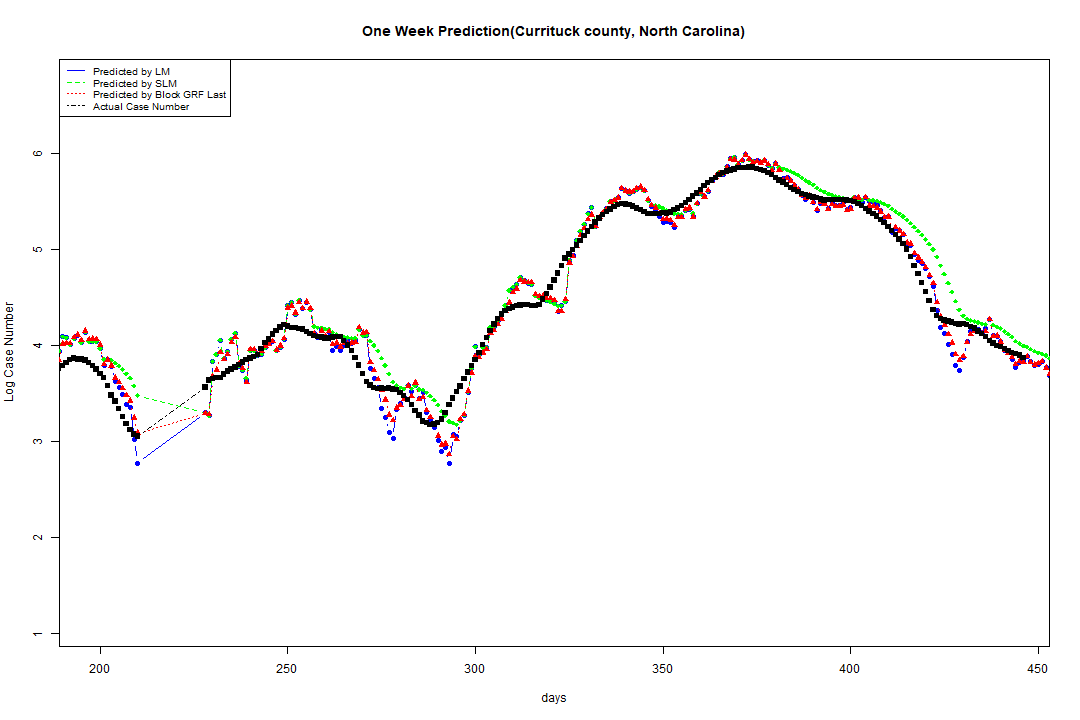 One Week Prediction(Currituck county, North Carolina)
Predicted by LM
Predicted by SLM
Predicted by Block GRF Last
Actual Case Number
Log Case Number
6
5
4
3
2
1
200 250 300 350 400 450
days